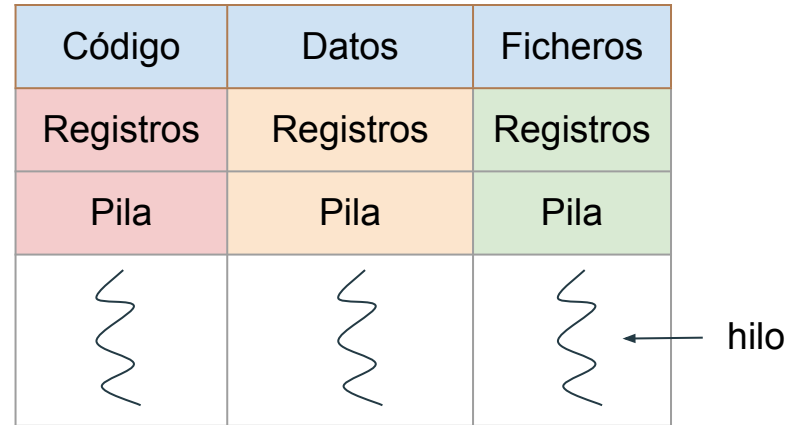 Código Datos Ficheros
Registros Registros Registros
Pila Pila Pila
hilo